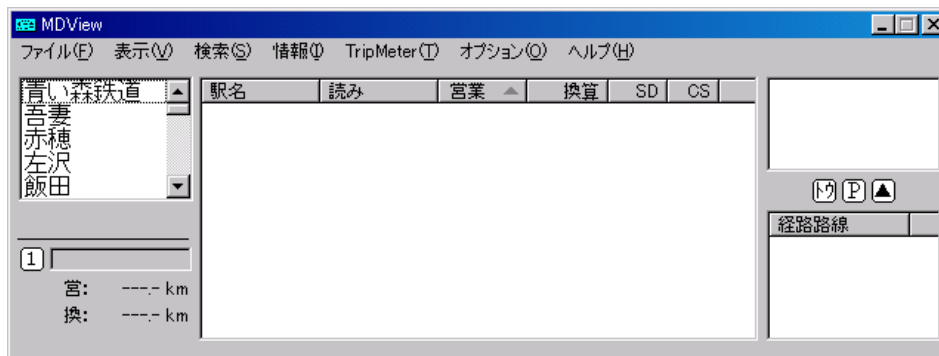 MDView
ファイル(F) 表示(V) 検索(S) 情報(I) TripMeter(T) オプション(O) ヘルプ(H)
青い森鉄道
吾妻
赤穂
左沢
飯田
駅名 読み 営業 換算 SD CS
トウ P
経路路線
1
営: ---.- km
換: ---.- km